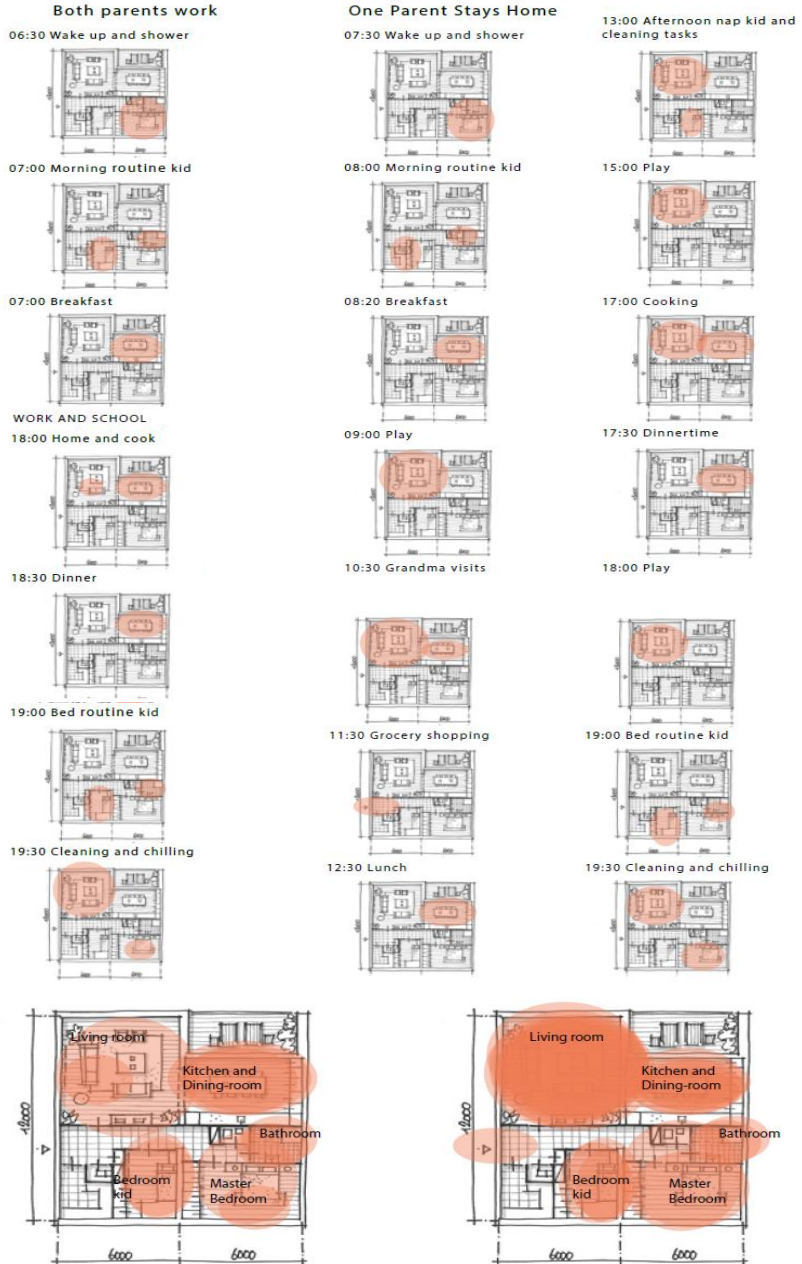 Both parents work
06:30 Wake up and shower
07:00 Morning routine kid
07:00 Breakfast
WORK AND SCHOOL
18:00 Home and cook
18:30 Dinner
19:00 Bed routine kid
19:30 Cleaning and chilling
One Parent Stays Home
07:30 Wake up and shower
08:00 Morning routine kid
08:20 Breakfast
09:00 Play
10:30 Grandma visits
11:30 Grocery shopping
12:30 Lunch
13:00 Afternoon nap kid and
cleaning tasks
15:00 Play
17:00 Cooking
17:30 Dinnertime
18:00 Play
19:00 Bed routine kid
19:30 Cleaning and chilling
Living room
Kitchen and
Dining-room
Bathroom
Bedroom
kid
Master
Bedroom
12000
6000
6000
Living room
Kitchen and
Dining-room
Bathroom
Bedroom
kid
Master
Bedroom
12000
6000
6000